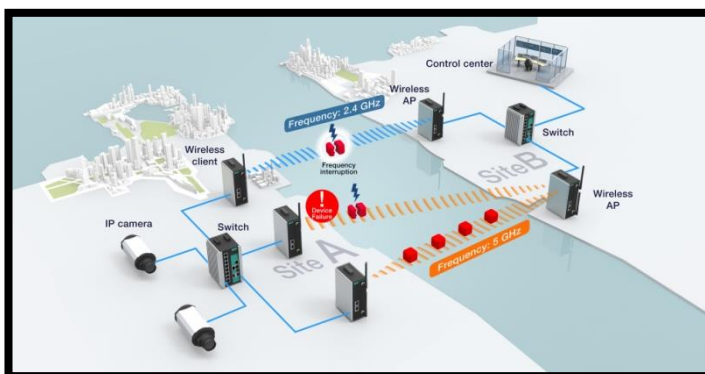 Control center
Wireless
AP
Frequency: 2.4 GHz
Switch
Wireless
client
Frequency
interruption
Site B
Wireless
AP
!
Device
Failure
IP camera
Switch
Site A
Frequency: 5 GHz